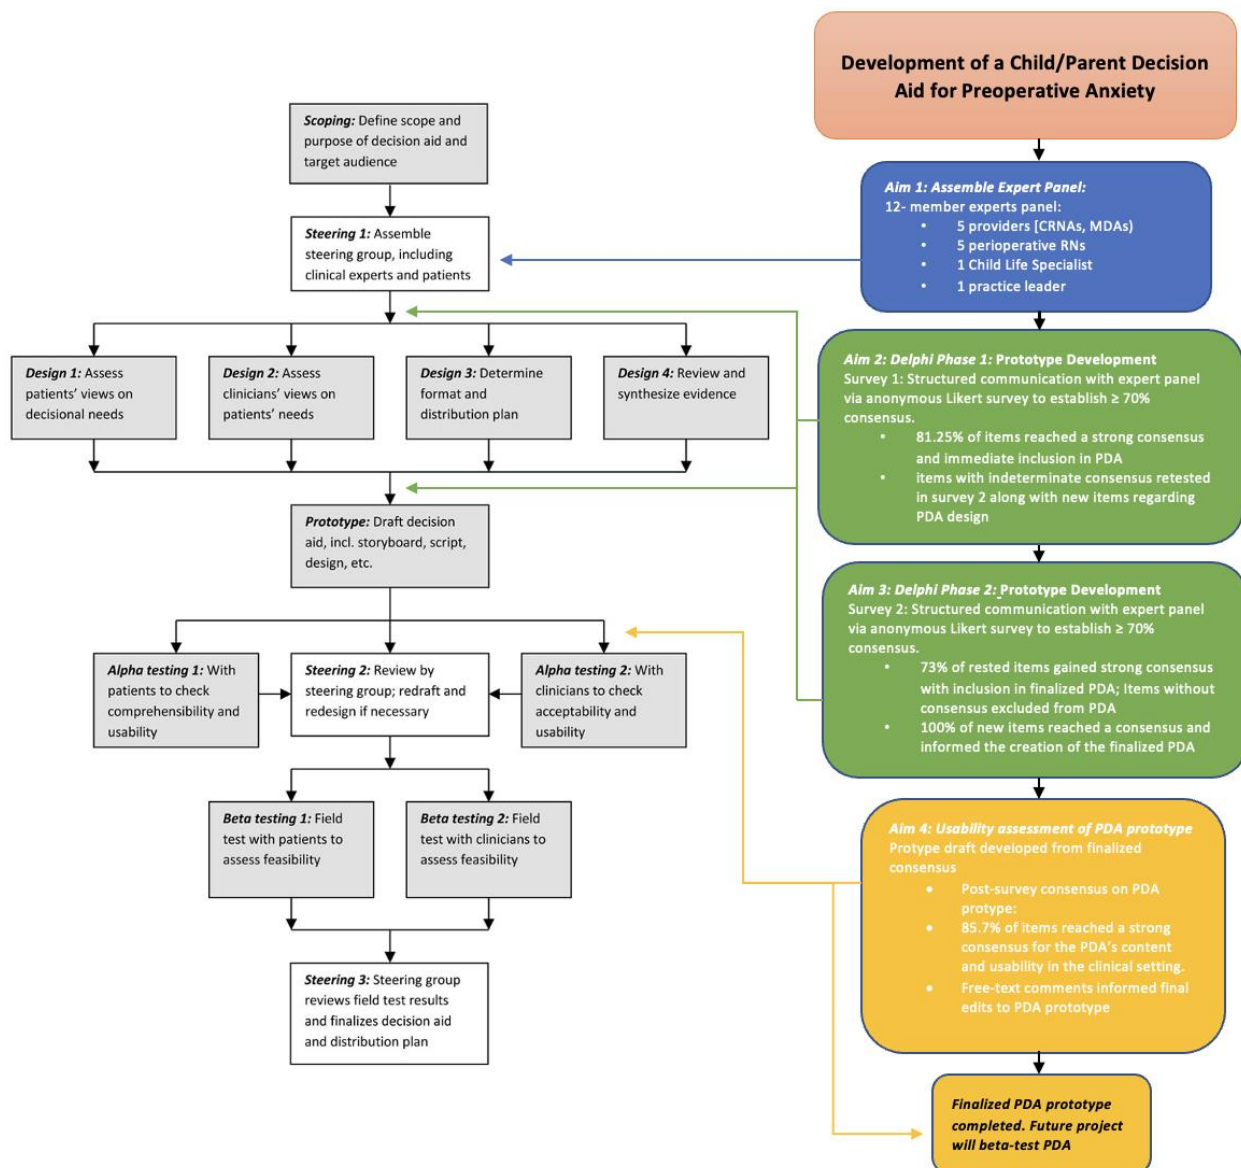 Development of a Child/Parent Decision
Aid for Preoperative Anxiety
Scoping: Define scope and
purpose of decision aid and
target audience
Steering 1: Assemble
steering group, including
clinical experts and patients
Design 1: Assess
patients' views on
decisional needs
Design 2: Assess
clinicians' views on
patients' needs
Design 3: Determine
format and
distribution plan
Design 4: Review and
synthesize evidence
Prototype: Draft decision
aid, incl. storyboard, script,
design, etc.
Alpha testing 1: With
patients to check
comprehensibility and
usability
Steering 2: Review by
steering group; redraft and
redesign if necessary
Alpha testing 2: With
clinicians to check
acceptability and
usability
Beta testing 1: Field
test with patients to
assess feasibility
Beta testing 2: Field
test with clinicians to
assess feasibility
Steering 3: Steering group
reviews field test results
and finalizes decision aid
and distribution plan
Aim 1: Assemble Expert Panel:
12- member experts panel:
• 5 providers [CRNAs, MDAs)
• 5 perioperative RNs
• 1 Child Life Specialist
• 1 practice leader
Aim 2: Delphi Phase 1: Prototype Development
Survey 1: Structured communication with expert panel
via anonymous Likert survey to establish ≥ 70%
consensus.
• 81.25% of items reached a strong consensus
and immediate inclusion in PDA
• items with indeterminate consensus retested
in survey 2 along with new items regarding
PDA design
Aim 3: Delphi Phase 2: Prototype Development
Survey 2: Structured communication with expert panel
via anonymous Likert survey to establish ≥ 70%
consensus.
• 73% of rested items gained strong consensus
with inclusion in finalized PDA; Items without
consensus excluded from PDA
• 100% of new items reached a consensus and
informed the creation of the finalized PDA
Aim 4: Usability assessment of PDA prototype
Protype draft developed from finalized
consensus
• Post-survey consensus on PDA
protype:
• 85.7% of items reached a strong
consensus for the PDA's content
and usability in the clinical setting.
• Free-text comments informed final
edits to PDA prototype
Finalized PDA prototype
completed. Future project
will beta-test PDA